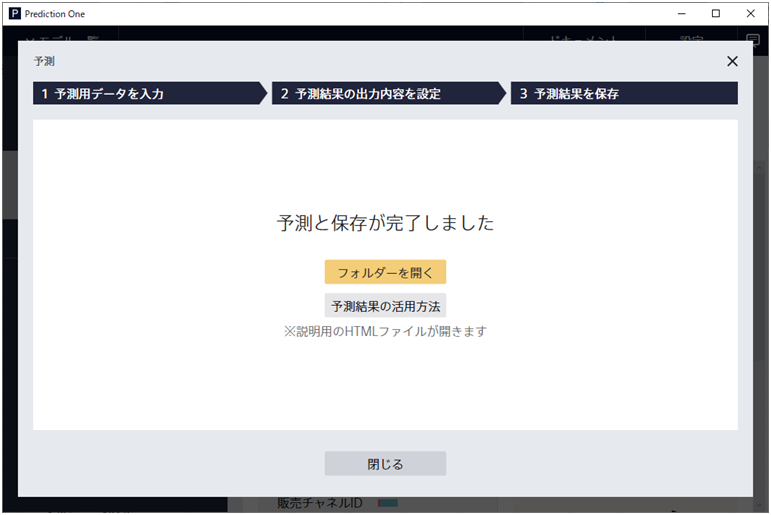 P Prediction One
予測
1 予測用データを入力
2 予測結果の出力内容を設定
3 予測結果を保存
予測と保存が完了しました
フォルダーを開く
予測結果の活用方法
※説明用のHTMLファイルが開きます
閉じる
販売チャネルID